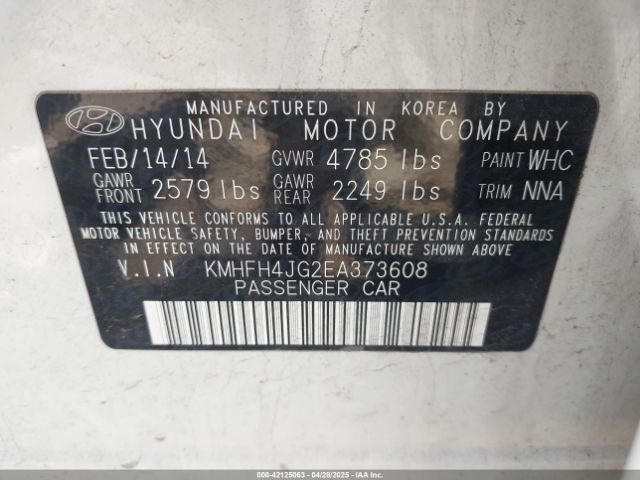 MANUFACTURED IN KOREA BY
HYUNDAI MOTOR COMPANY
FEB/14/14 GVWR 4785 lbs PAINT WHC
GAWR FRONT 2579 lbs GAWR REAR 2249 lbs TRIM NNA
THIS VEHICLE CONFORMS TO ALL APPLICABLE U.S.A. FEDERAL
MOTOR VEHICLE SAFETY, BUMPER, AND THEFT PREVENTION
STANDARDS IN EFFECT ON THE DATE OF MANUFACTURE SHOWN ABOVE
V.I.N KMHFH4JG2EA373608
PASSENGER CAR
000-42125063 - 04/28/2025 - COPYRIGHT IAA, LLC.